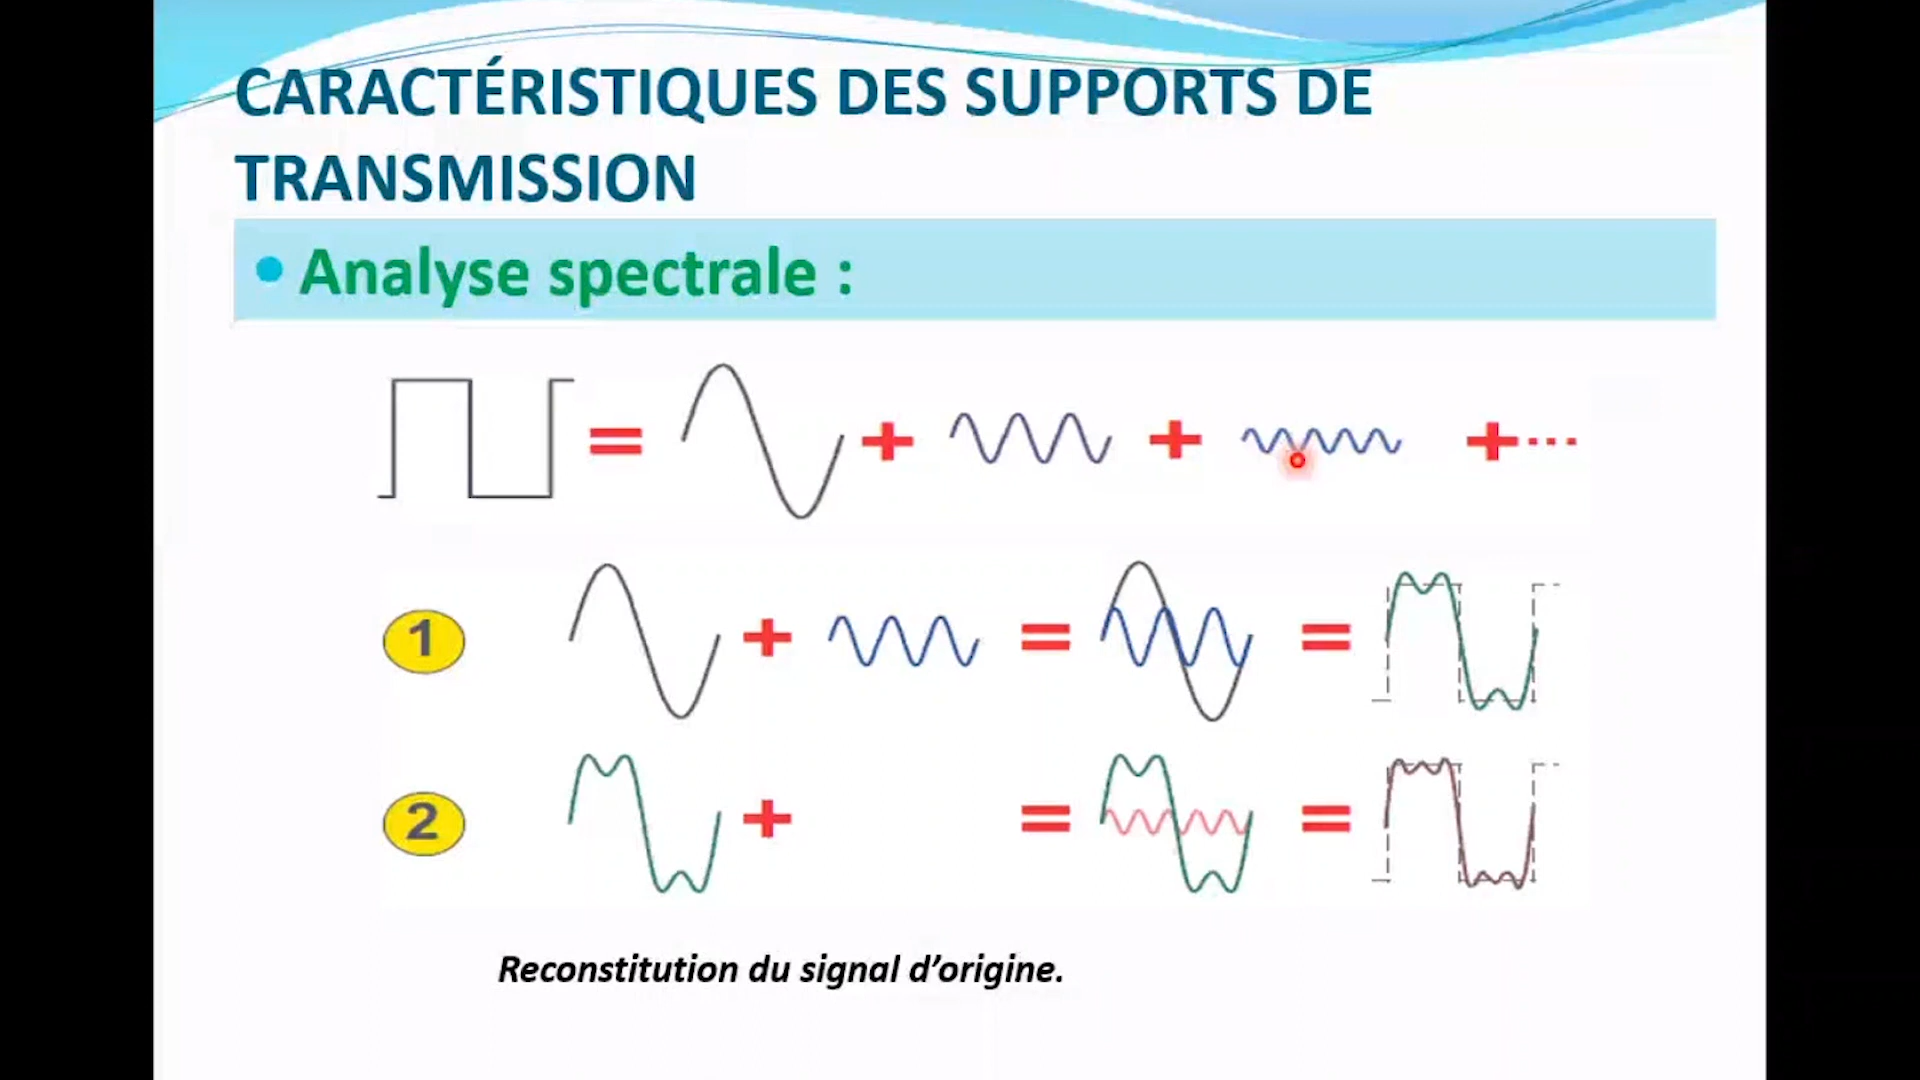 CARACTÉRISTIQUES DES SUPPORTS DE
TRANSMISSION
• Analyse spectrale :
= + + +...
1 + = =
2 + = =
Reconstitution du signal d’origine.